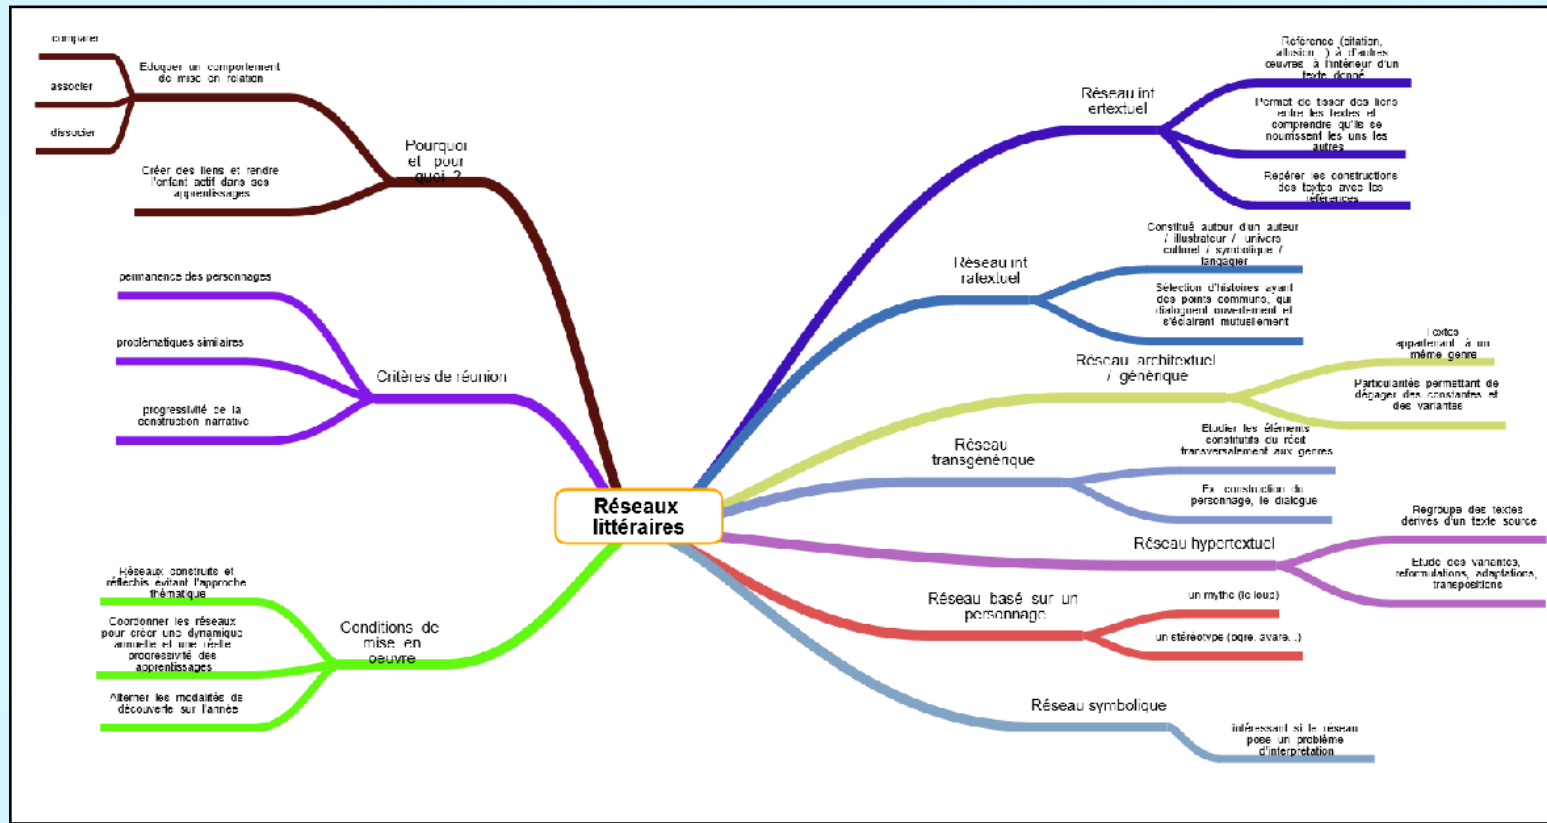 Réseaux
littéraires
Pourquoi
et pour
quoi ?
Eduquer un comportement
de mise en relation
comparer
associer
dissocier
Créer des liens et rendre
l'enfant actif dans ses
apprentissages
Critères de réunion
permanence des personnages
problématiques similaires
progressivité de la
construction narrative
Conditions de
mise en
oeuvre
Réseaux construits et
réfléchis évitant l'approche
thématique
Coordonner les réseaux
pour créer une dynamique
annuelle et une réelle
progressivité des
apprentissages
Alterner les modalités de
découverte sur l'année
Réseau int
ertextuel
Référence (citation,
allusion...) à d'autres
œuvres à l'intérieur d'un
texte donné
Permet de tisser des liens
entre les textes et
comprendre qu'ils se
nourrissent les uns les
autres
Repérer les constructions
des textes avec les
références
Réseau int
ratextuel
Constitué autour d'un auteur
/ illustrateur / univers
culturel / symbolique /
langagier
Sélection d'histoires ayant
des points communs, qui
dialoguent ouvertement et
s'éclairent mutuellement
Réseau architextuel
/ générique
Textes
appartenant à un
même genre
Particularités permettant de
dégager des constantes et
des variantes
Réseau
transgénérique
Etudier les éléments
constitutifs du récit
transversalement aux genres
Ex construction du
personnage, le dialogue
Réseau hypertextuel
Regroupe des textes
dérivés d'un texte source
Etude des variantes,
reformulations, adaptations,
transpositions
Réseau basé sur un
personnage
un mythe (le loup)
un stéréotype (ogre, avare...)
Réseau symbolique
intéressant si le réseau
pose un problème
d'interprétation